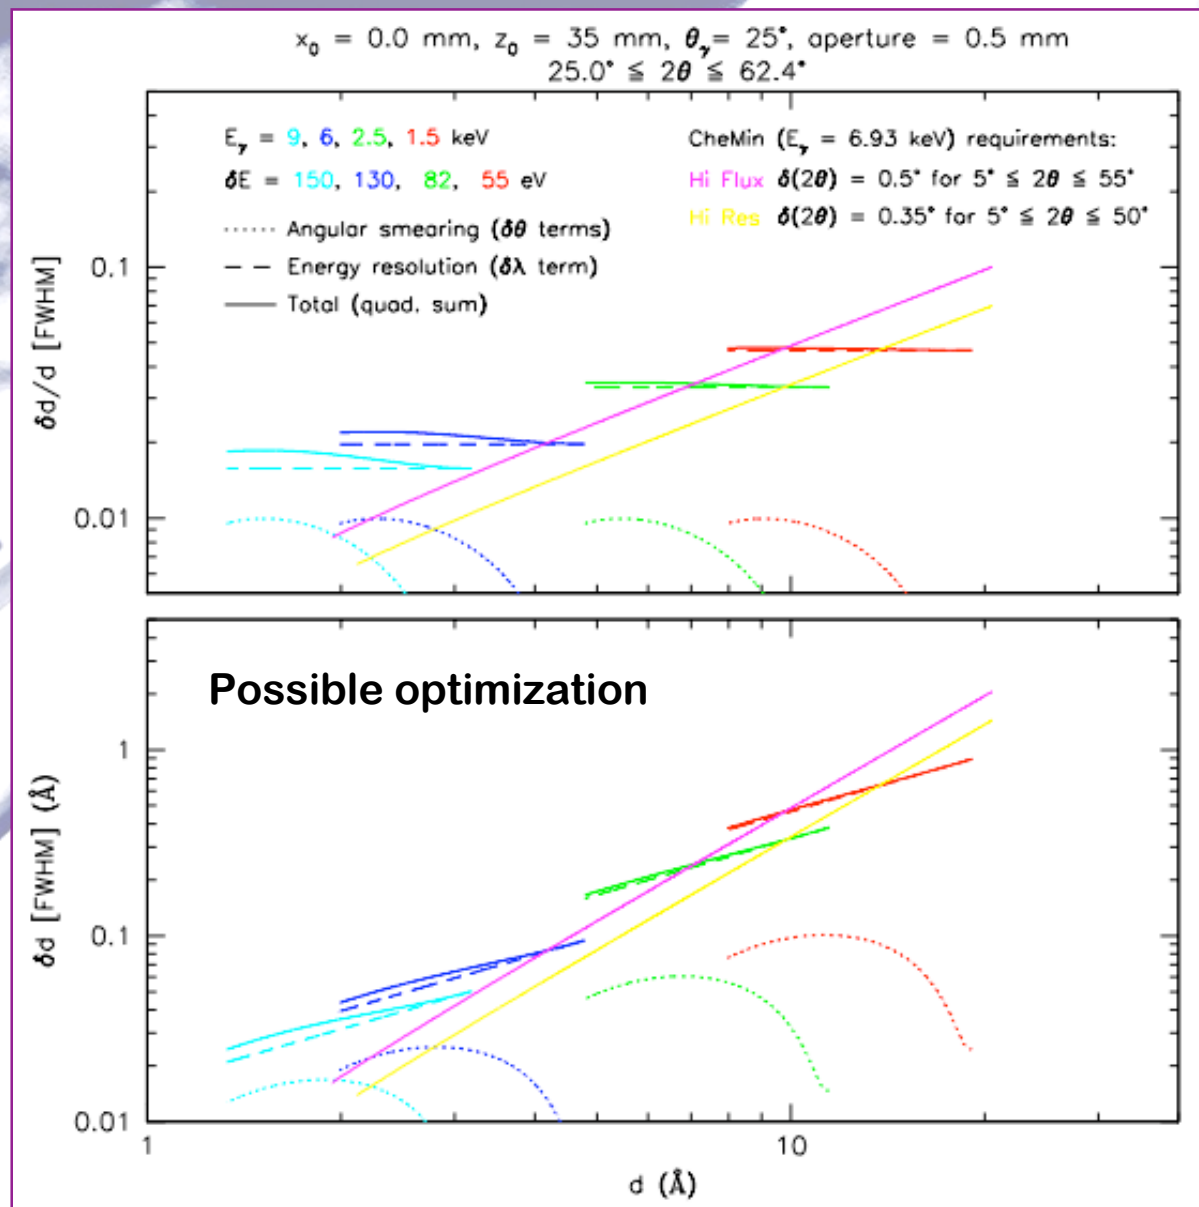 x₀ = 0.0 mm, z₀ = 35 mm, θᵧ= 25°, aperture = 0.5 mm
25.0° ≦ 2θ ≦ 62.4°
Eᵧ = 9, 6, 2.5, 1.5 keV
δE = 150, 130, 82, 55 eV
Angular smearing (δθ terms)
Energy resolution (δλ term)
Total (quad. sum)
CheMin (Eᵧ = 6.93 keV) requirements:
Hi Flux δ(2θ) = 0.5° for 5° ≦ 2θ ≦ 55°
Hi Res δ(2θ) = 0.35° for 5° ≦ 2θ ≦ 50°
0.1
0.01
δd/d [FWHM]
Possible optimization
1
0.1
0.01
δd [FWHM] (Å)
1
10
d (Å)